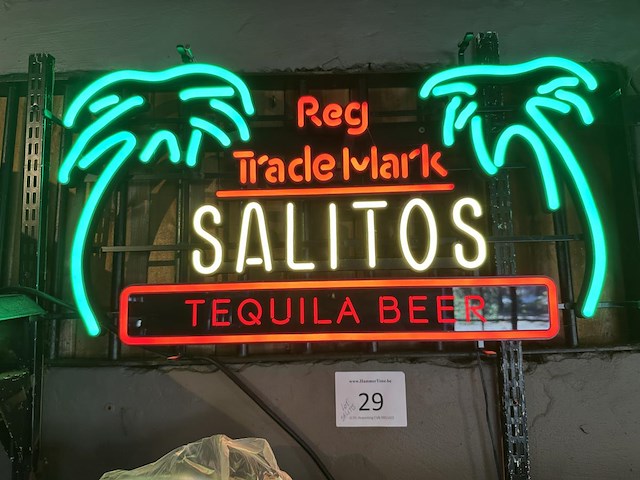 Reg
Trade Mark
SALITOS
TEQUILA BEER
29